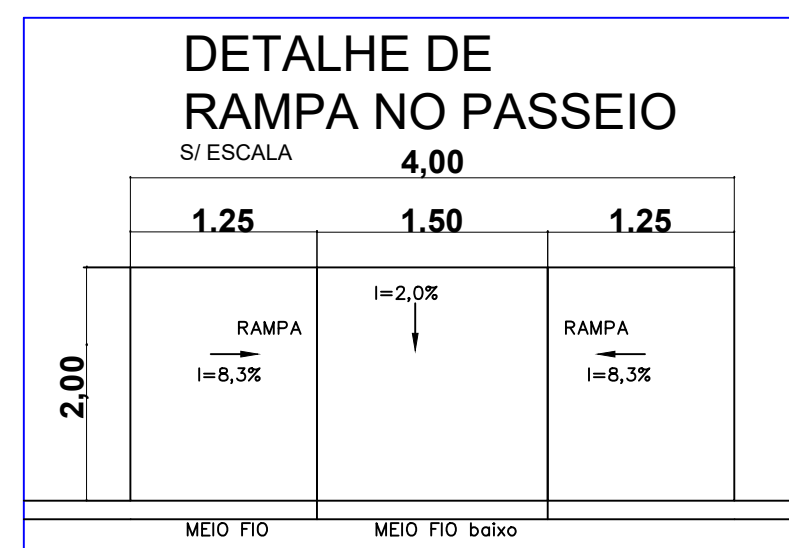 DETALHE DE
RAMPA NO PASSEIO
S/ ESCALA
4,00
1.25 1.50 1.25
I=2,0%
RAMPA RAMPA
I=8,3% I=8,3%
2,00
MEIO FIO MEIO FIO baixo